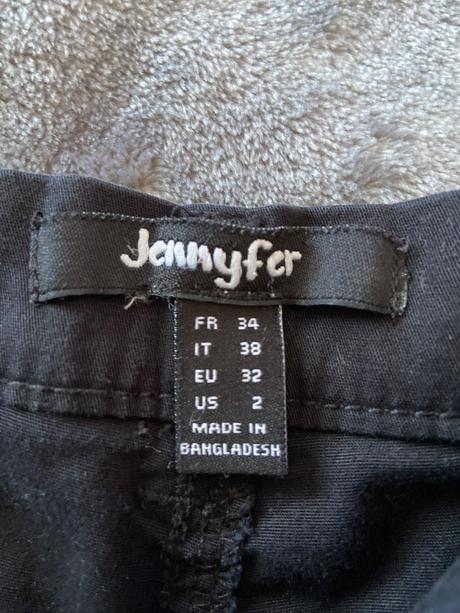 Jennyfer
FR 34
IT 38
EU 32
US 2
MADE IN
BANGLADESH